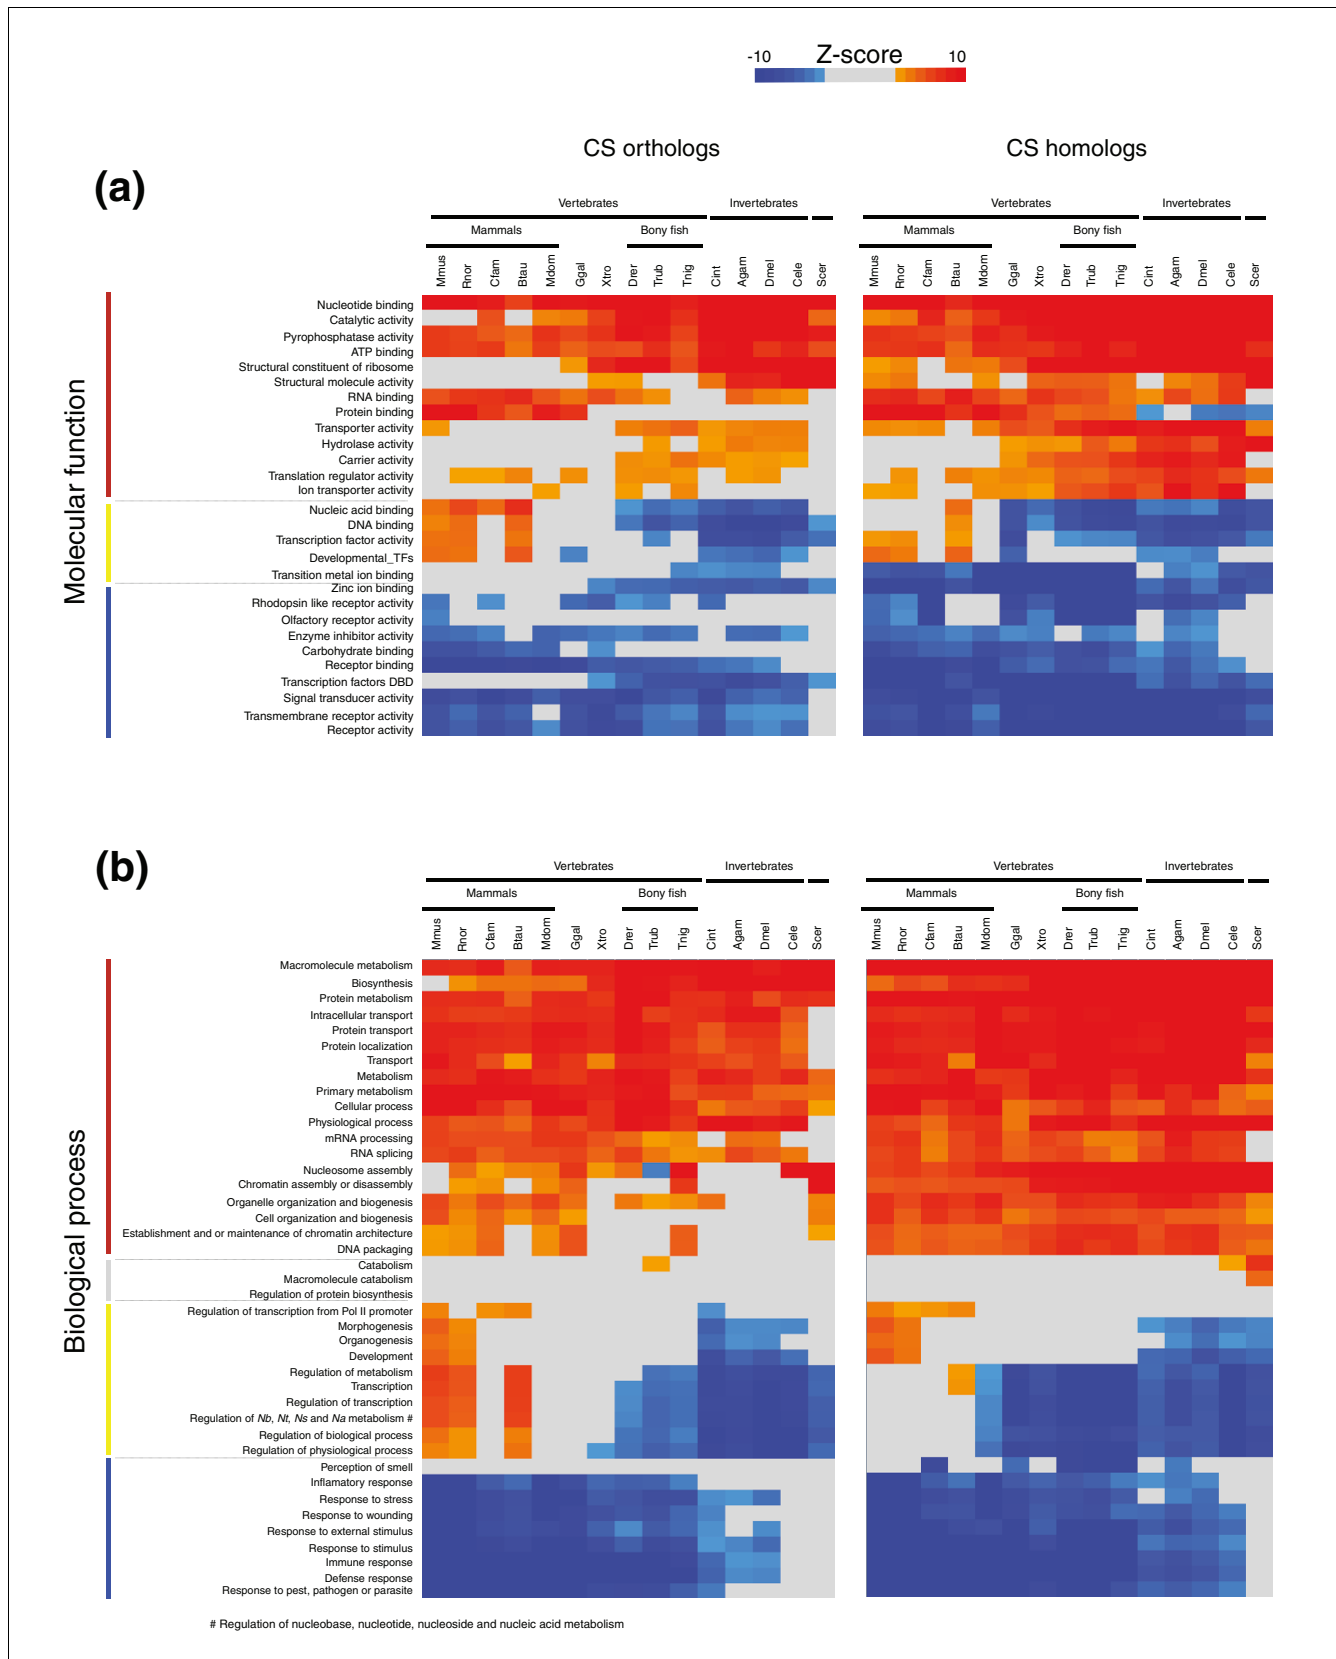 -10 Z-score 10
CS orthologs CS homologs
(a)
Vertebrates Invertebrates Vertebrates Invertebrates
Mammals Bony fish Mammals Bony fish
Mmus Rnor Cfam Btau Mdom Ggal Xtro Drer Trub Tnig Cint Agam Dmel Cele Scer Mmus Rnor Cfam Btau Mdom Ggal Xtro Drer Trub Tnig Cint Agam Dmel Cele Scer
Molecular function
Nucleotide binding
Catalytic activity
Pyrophosphatase activity
ATP binding
Structural constituent of ribosome
Structural molecule activity
RNA binding
Protein binding
Transporter activity
Hydrolase activity
Carrier activity
Translation regulator activity
Ion transporter activity
Nucleic acid binding
DNA binding
Transcription factor activity
Developmental_TFs
Transition metal ion binding
Zinc ion binding
Rhodopsin like receptor activity
Olfactory receptor activity
Enzyme inhibitor activity
Carbohydrate binding
Receptor binding
Transcription factors DBD
Signal transducer activity
Transmembrane receptor activity
Receptor activity
(b)
Vertebrates Invertebrates Vertebrates Invertebrates
Mammals Bony fish Mammals Bony fish
Mmus Rnor Cfam Btau Mdom Ggal Xtro Drer Trub Tnig Cint Agam Dmel Cele Scer Mmus Rnor Cfam Btau Mdom Ggal Xtro Drer Trub Tnig Cint Agam Dmel Cele Scer
Biological process
Macromolecule metabolism
Biosynthesis
Protein metabolism
Intracellular transport
Protein transport
Protein localization
Transport
Metabolism
Primary metabolism
Cellular process
Physiological process
mRNA processing
RNA splicing
Nucleosome assembly
Chromatin assembly or disassembly
Organelle organization and biogenesis
Cell organization and biogenesis
Establishment and or maintenance of chromatin architecture
DNA packaging
Catabolism
Macromolecule catabolism
Regulation of protein biosynthesis
Regulation of transcription from Pol II promoter
Morphogenesis
Organogenesis
Development
Regulation of metabolism
Transcription
Regulation of transcription
Regulation of Nb, Nt, Ns and Na metabolism #
Regulation of biological process
Regulation of physiological process
Perception of smell
Inflamatory response
Response to stress
Response to wounding
Response to external stimulus
Response to stimulus
Immune response
Defense response
Response to pest, pathogen or parasite
# Regulation of nucleobase, nucleotide, nucleoside and nucleic acid metabolism